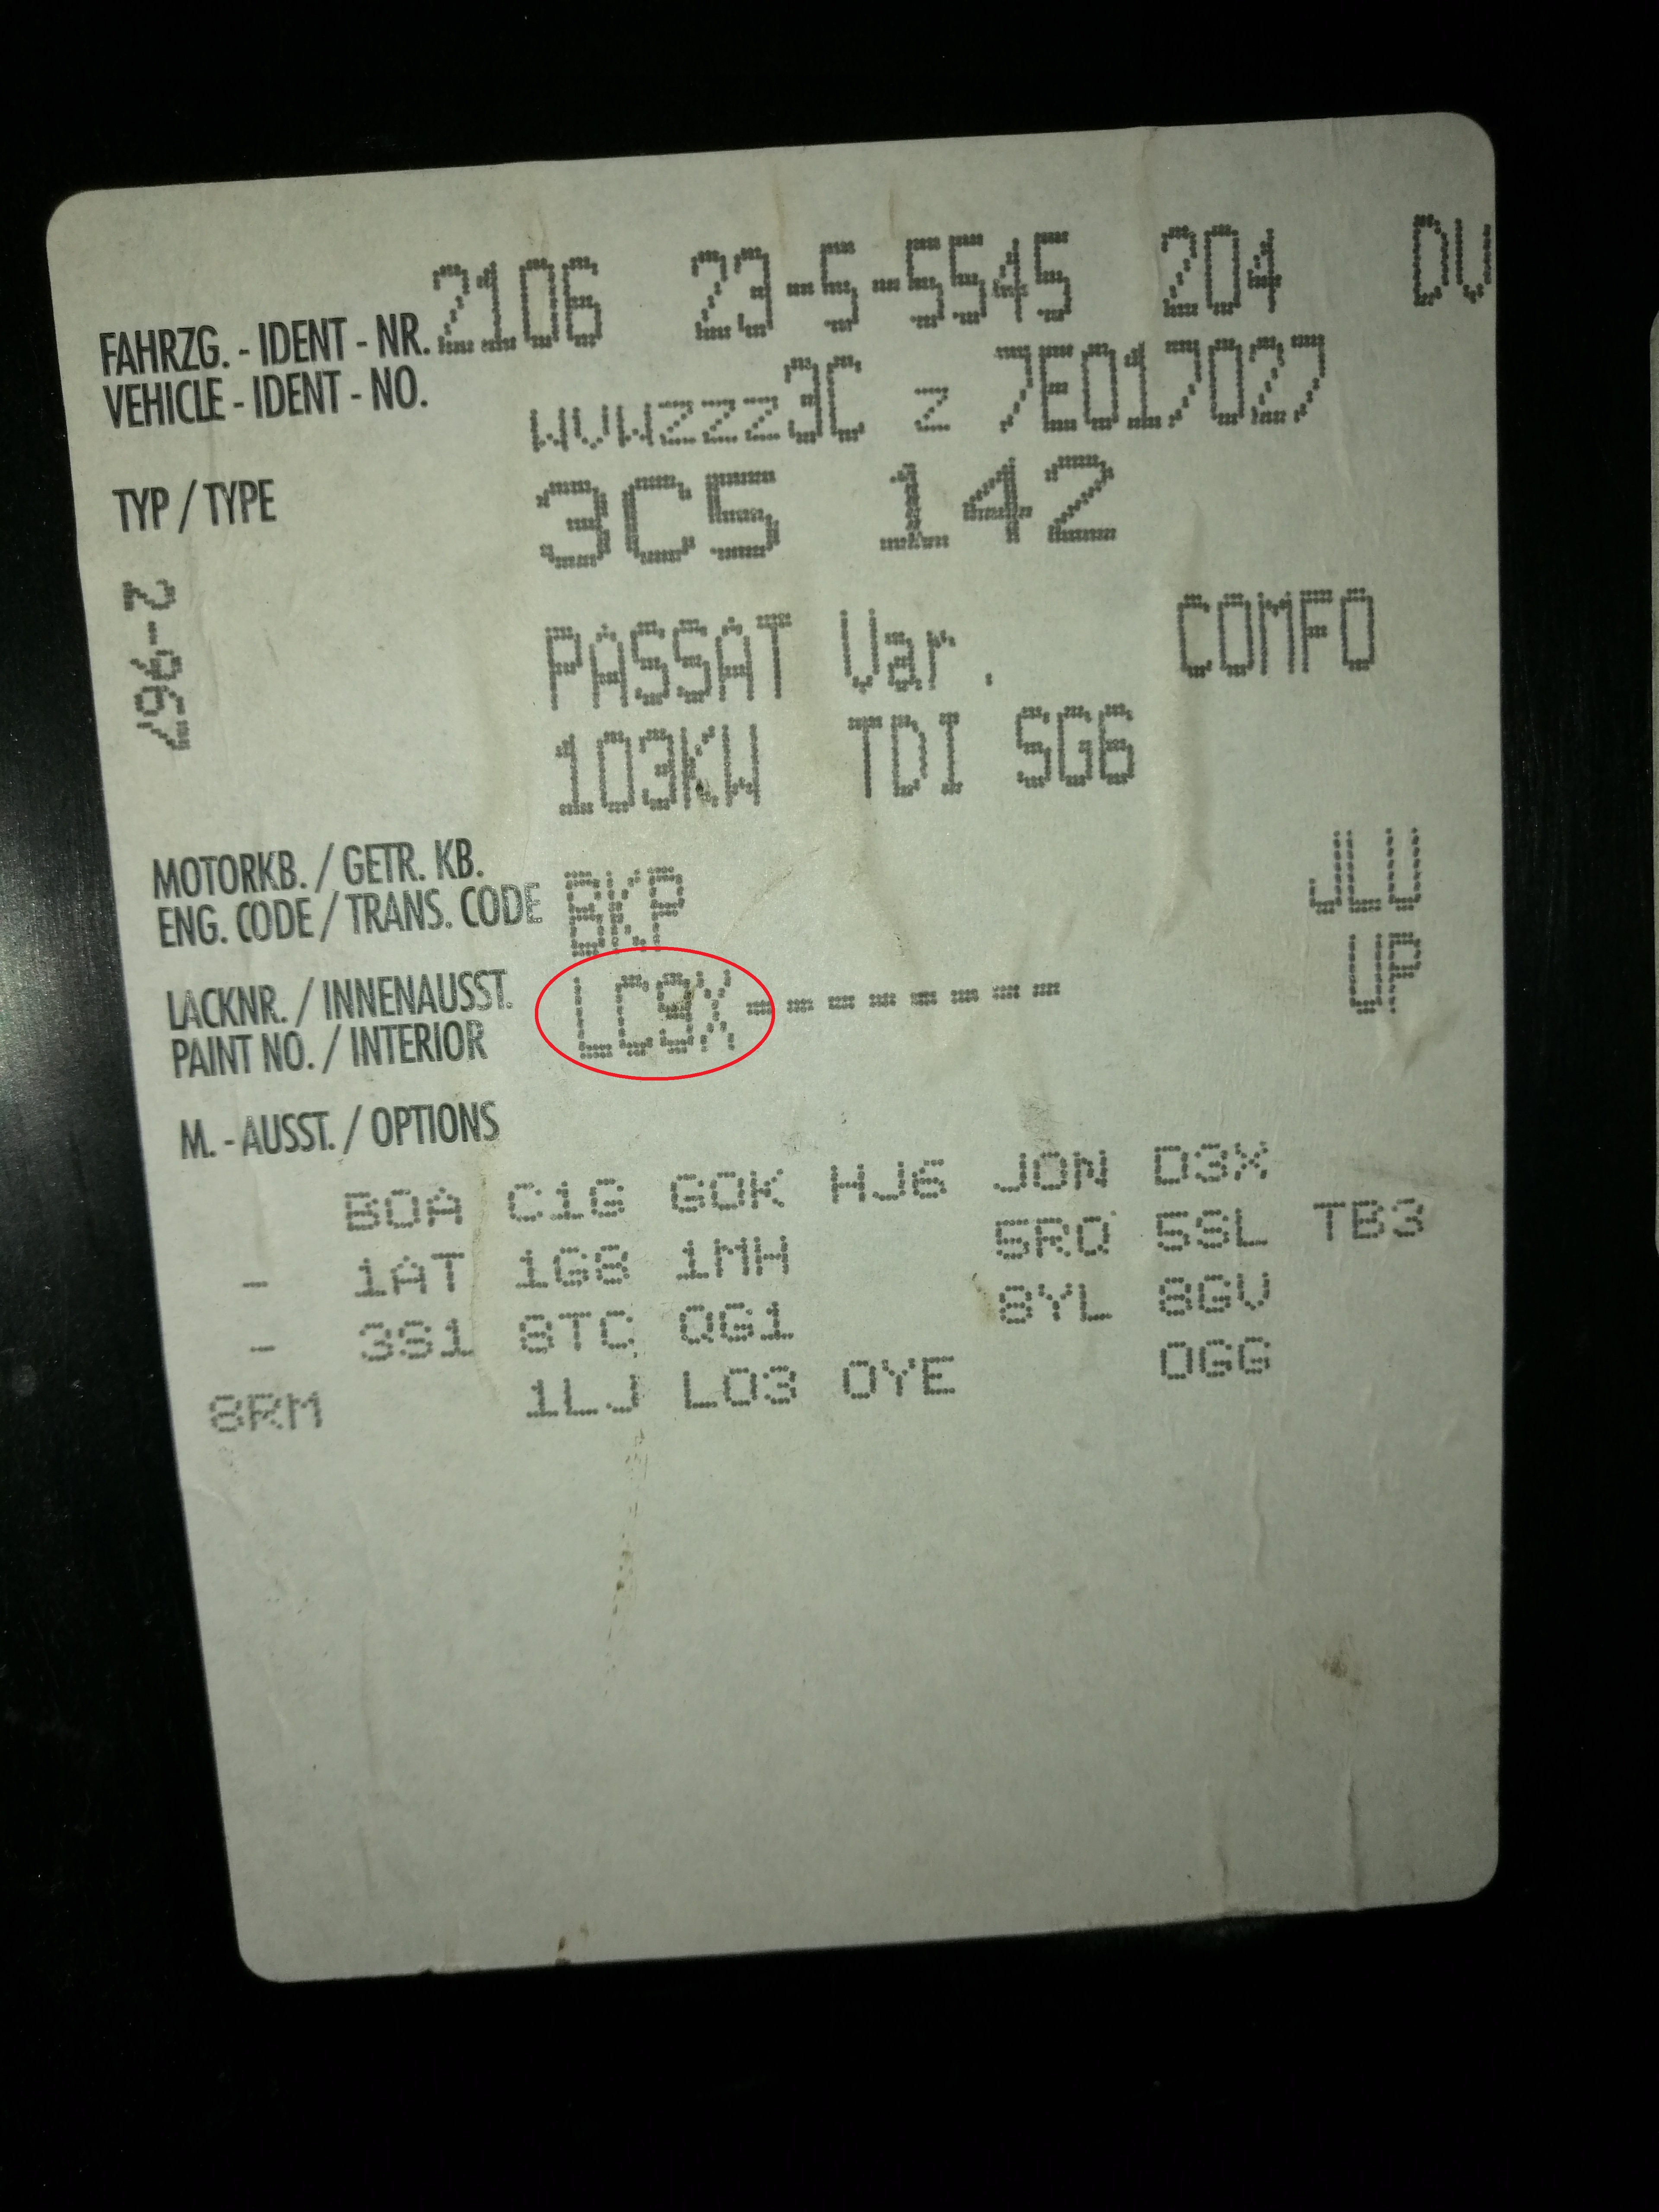 2106 23-5-5545 204
FAHRZG. - IDENT - NR.
VEHICLE - IDENT - NO.
WVWZZZ3C Z 7E017027
TYP / TYPE 3C5 142
PASSAT Var. COMFO
103KW TDI SG6
MOTORKB. / GETR. KB.
ENG. CODE / TRANS. CODE BKP JLU
LACKNR. / INNENAUSST.
PAINT NO. / INTERIOR LC9X-------- UP
M. - AUSST. / OPTIONS
B0A C1G G0K HJ6 J0N D3X
- 1AT 1G8 1MH 5RQ 5SL TB3
- 3S1 8TC QG1 8YL 8GV
8RM 1LJ L03 0YE 0GG